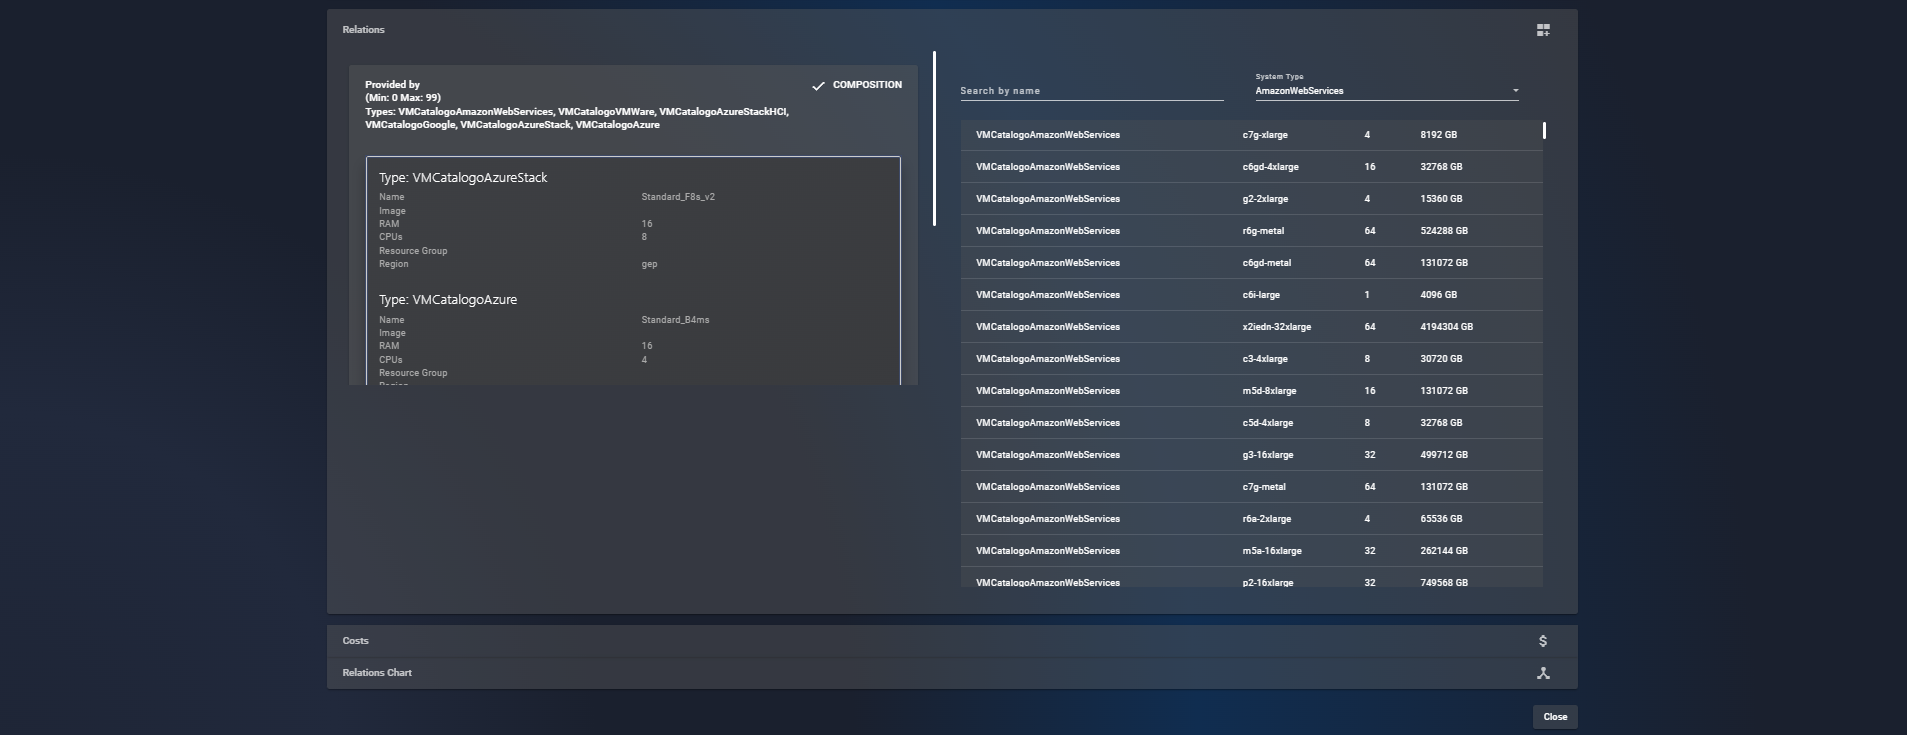 Relations
Provided by
(Min: 0 Max: 99)
Types: VMCatalogoAmazonWebServices, VMCatalogoVMWare, VMCatalogoAzureStackHCI,
VMCatalogoGoogle, VMCatalogoAzureStack, VMCatalogoAzure
COMPOSITION
Type: VMCatalogoAzureStack
Name Standard_F8s_v2
Image
RAM 16
CPUs 8
Resource Group
Region gep
Type: VMCatalogoAzure
Name Standard_B4ms
Image
RAM 16
CPUs 4
Resource Group
Region
Search by name
System Type
AmazonWebServices
VMCatalogoAmazonWebServices c7g-xlarge 4 8192 GB
VMCatalogoAmazonWebServices c6gd-4xlarge 16 32768 GB
VMCatalogoAmazonWebServices g2-2xlarge 4 15360 GB
VMCatalogoAmazonWebServices r6g-metal 64 524288 GB
VMCatalogoAmazonWebServices c6gd-metal 64 131072 GB
VMCatalogoAmazonWebServices c6i-large 1 4096 GB
VMCatalogoAmazonWebServices x2iedn-32xlarge 64 4194304 GB
VMCatalogoAmazonWebServices c3-4xlarge 8 30720 GB
VMCatalogoAmazonWebServices m5d-8xlarge 16 131072 GB
VMCatalogoAmazonWebServices c5d-4xlarge 8 32768 GB
VMCatalogoAmazonWebServices g3-16xlarge 32 499712 GB
VMCatalogoAmazonWebServices c7g-metal 64 131072 GB
VMCatalogoAmazonWebServices r6a-2xlarge 4 65536 GB
VMCatalogoAmazonWebServices m5a-16xlarge 32 262144 GB
VMCatalogoAmazonWebServices p2-16xlarge 32 749568 GB
Costs
Relations Chart
Close